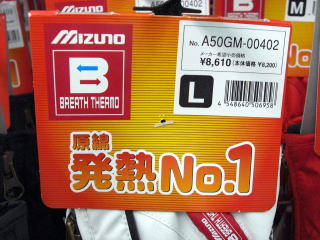 MIZUNO
B
BREATH THERMO
No. A50GM-00402
メーカー希望小売価格
¥8,610 (本体価格 ¥8,200)
L
4 548640 506958
原綿
発熱No.1
M